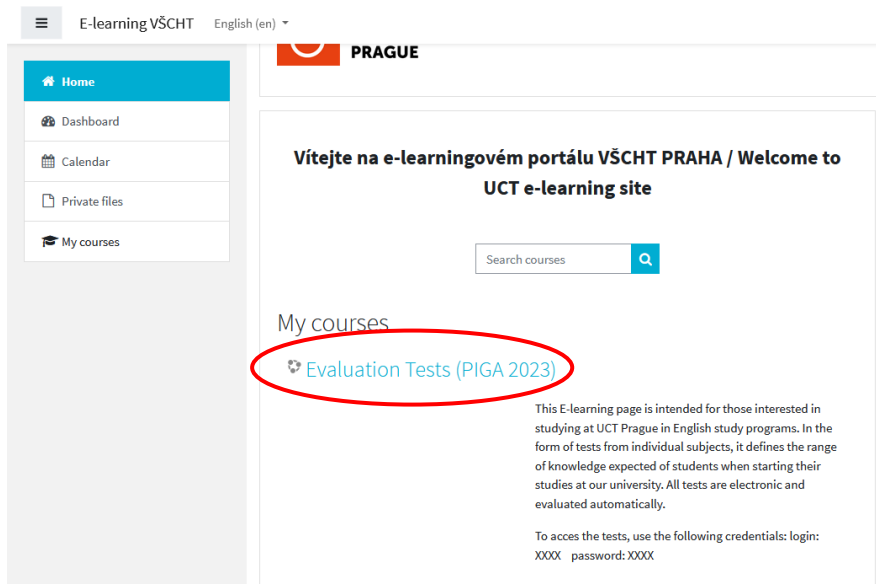 E-learning VŠCHT English (en)
PRAGUE
Home
Dashboard
Calendar
Private files
My courses
Vítejte na e-learningovém portálu VŠCHT PRAHA / Welcome to
UCT e-learning site
Search courses
My courses
Evaluation Tests (PIGA 2023)
This E-learning page is intended for those interested in
studying at UCT Prague in English study programs. In the
form of tests from individual subjects, it defines the range
of knowledge expected of students when starting their
studies at our university. All tests are electronic and
evaluated automatically.
To acces the tests, use the following credentials: login:
XXXX password: XXXX